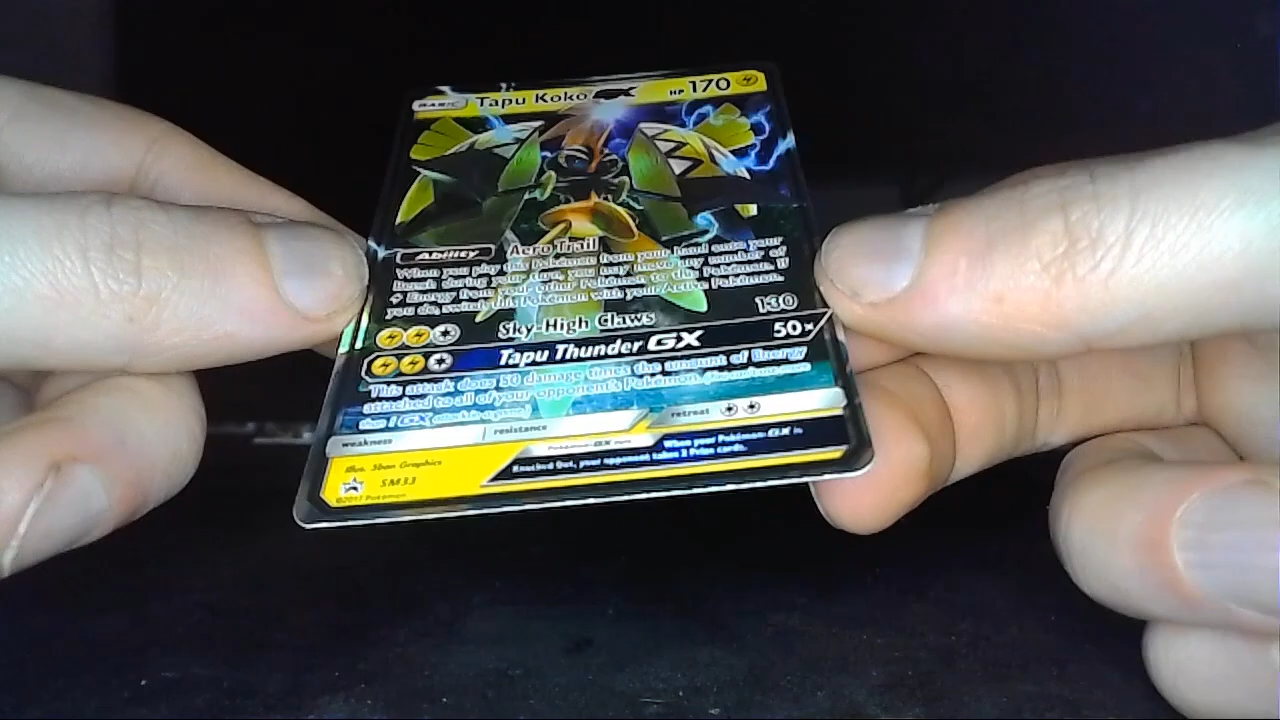 BASIC Tapu Koko GX HP 170
Ability Aero Trail
When you play this Pokémon from your hand onto your
Bench during your turn, you may move any number of
Energy from your other Pokémon to this Pokémon. If
you do, switch this Pokémon with your Active Pokémon.
Sky-High Claws 130
Tapu Thunder GX 50×
This attack does 50 damage times the amount of Energy
attached to all of your opponent's Pokémon. (You can't use more
than 1 GX attack in a game.)
weakness resistance retreat
Pokémon-GX rule When your Pokémon-GX is
Knocked Out, your opponent takes 2 Prize cards.
Illus. 5ban Graphics
SM33
©2017 Pokémon